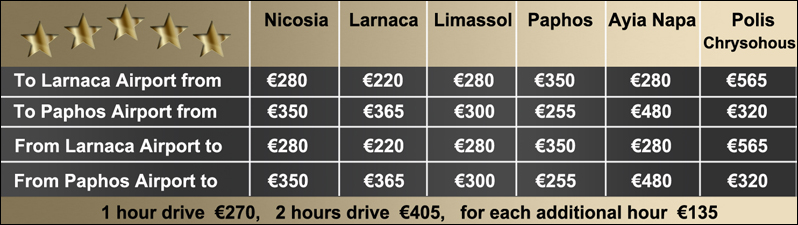 Nicosia Larnaca Limassol Paphos Ayia Napa Polis Chrysohous
To Larnaca Airport from €280 €220 €280 €350 €280 €565
To Paphos Airport from €350 €365 €300 €255 €480 €320
From Larnaca Airport to €280 €220 €280 €350 €280 €565
From Paphos Airport to €350 €365 €300 €255 €480 €320
1 hour drive €270, 2 hours drive €405, for each additional hour €135